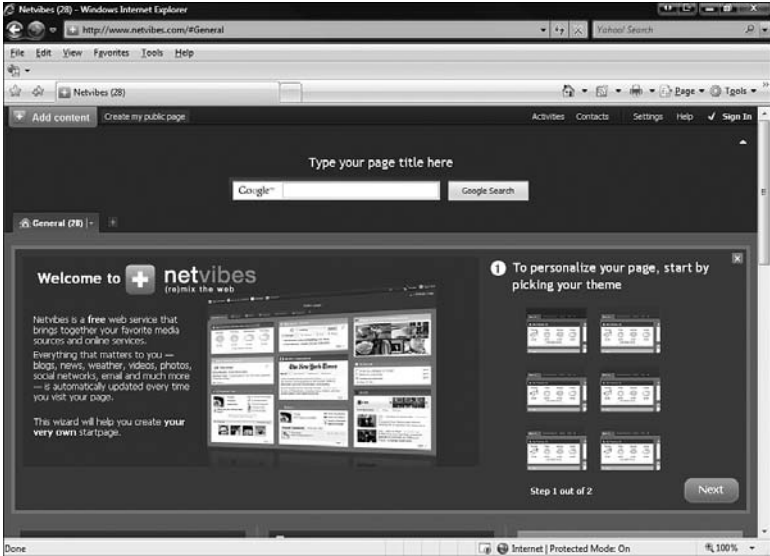 Netvibes (28) - Windows Internet Explorer
http://www.netvibes.com/#General
Yahoo! Search
File Edit View Favorites Tools Help
Netvibes (28)
Page Tools
Add content Create my public page Activities Contacts Settings Help Sign In
Type your page title here
Google™ Google Search
General (28)
Welcome to netvibes
(re)mix the web
Netvibes is a free web service that
brings together your favorite media
sources and online services.
Everything that matters to you —
blogs, news, weather, videos, photos,
social networks, email and much more
— is automatically updated every time
you visit your page.
This wizard will help you create your
very own startpage.
The New York Times
1 To personalize your page, start by
picking your theme
Step 1 out of 2
Next
Done Internet | Protected Mode: On 100%